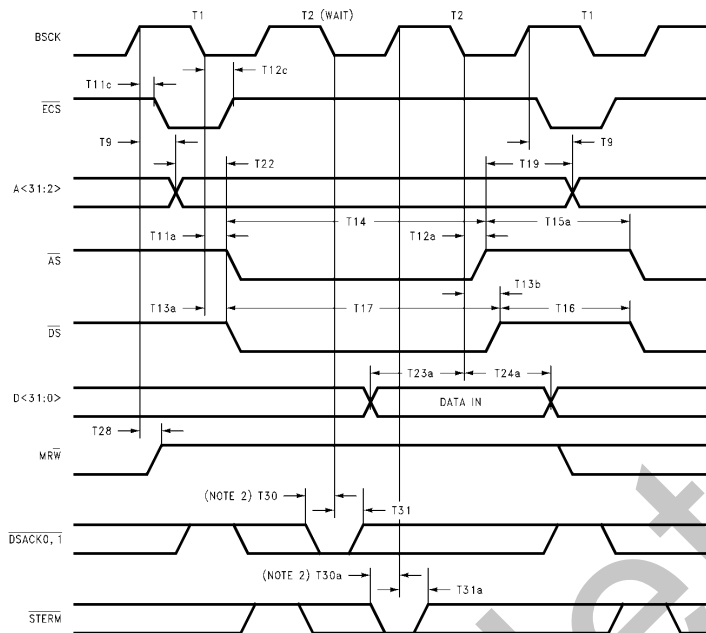 T1 T2 (WAIT) T2 T1
BSCK
T11c T12c
ECS
T9 T9
T22 T19
A<31:2>
T14 T15a
T11a T12a
AS
T13b
T13a T17 T16
DS
T23a T24a
D<31:0> DATA IN
T28
MRW
(NOTE 2) T30 T31
DSACK0, 1
(NOTE 2) T30a T31a
STERM